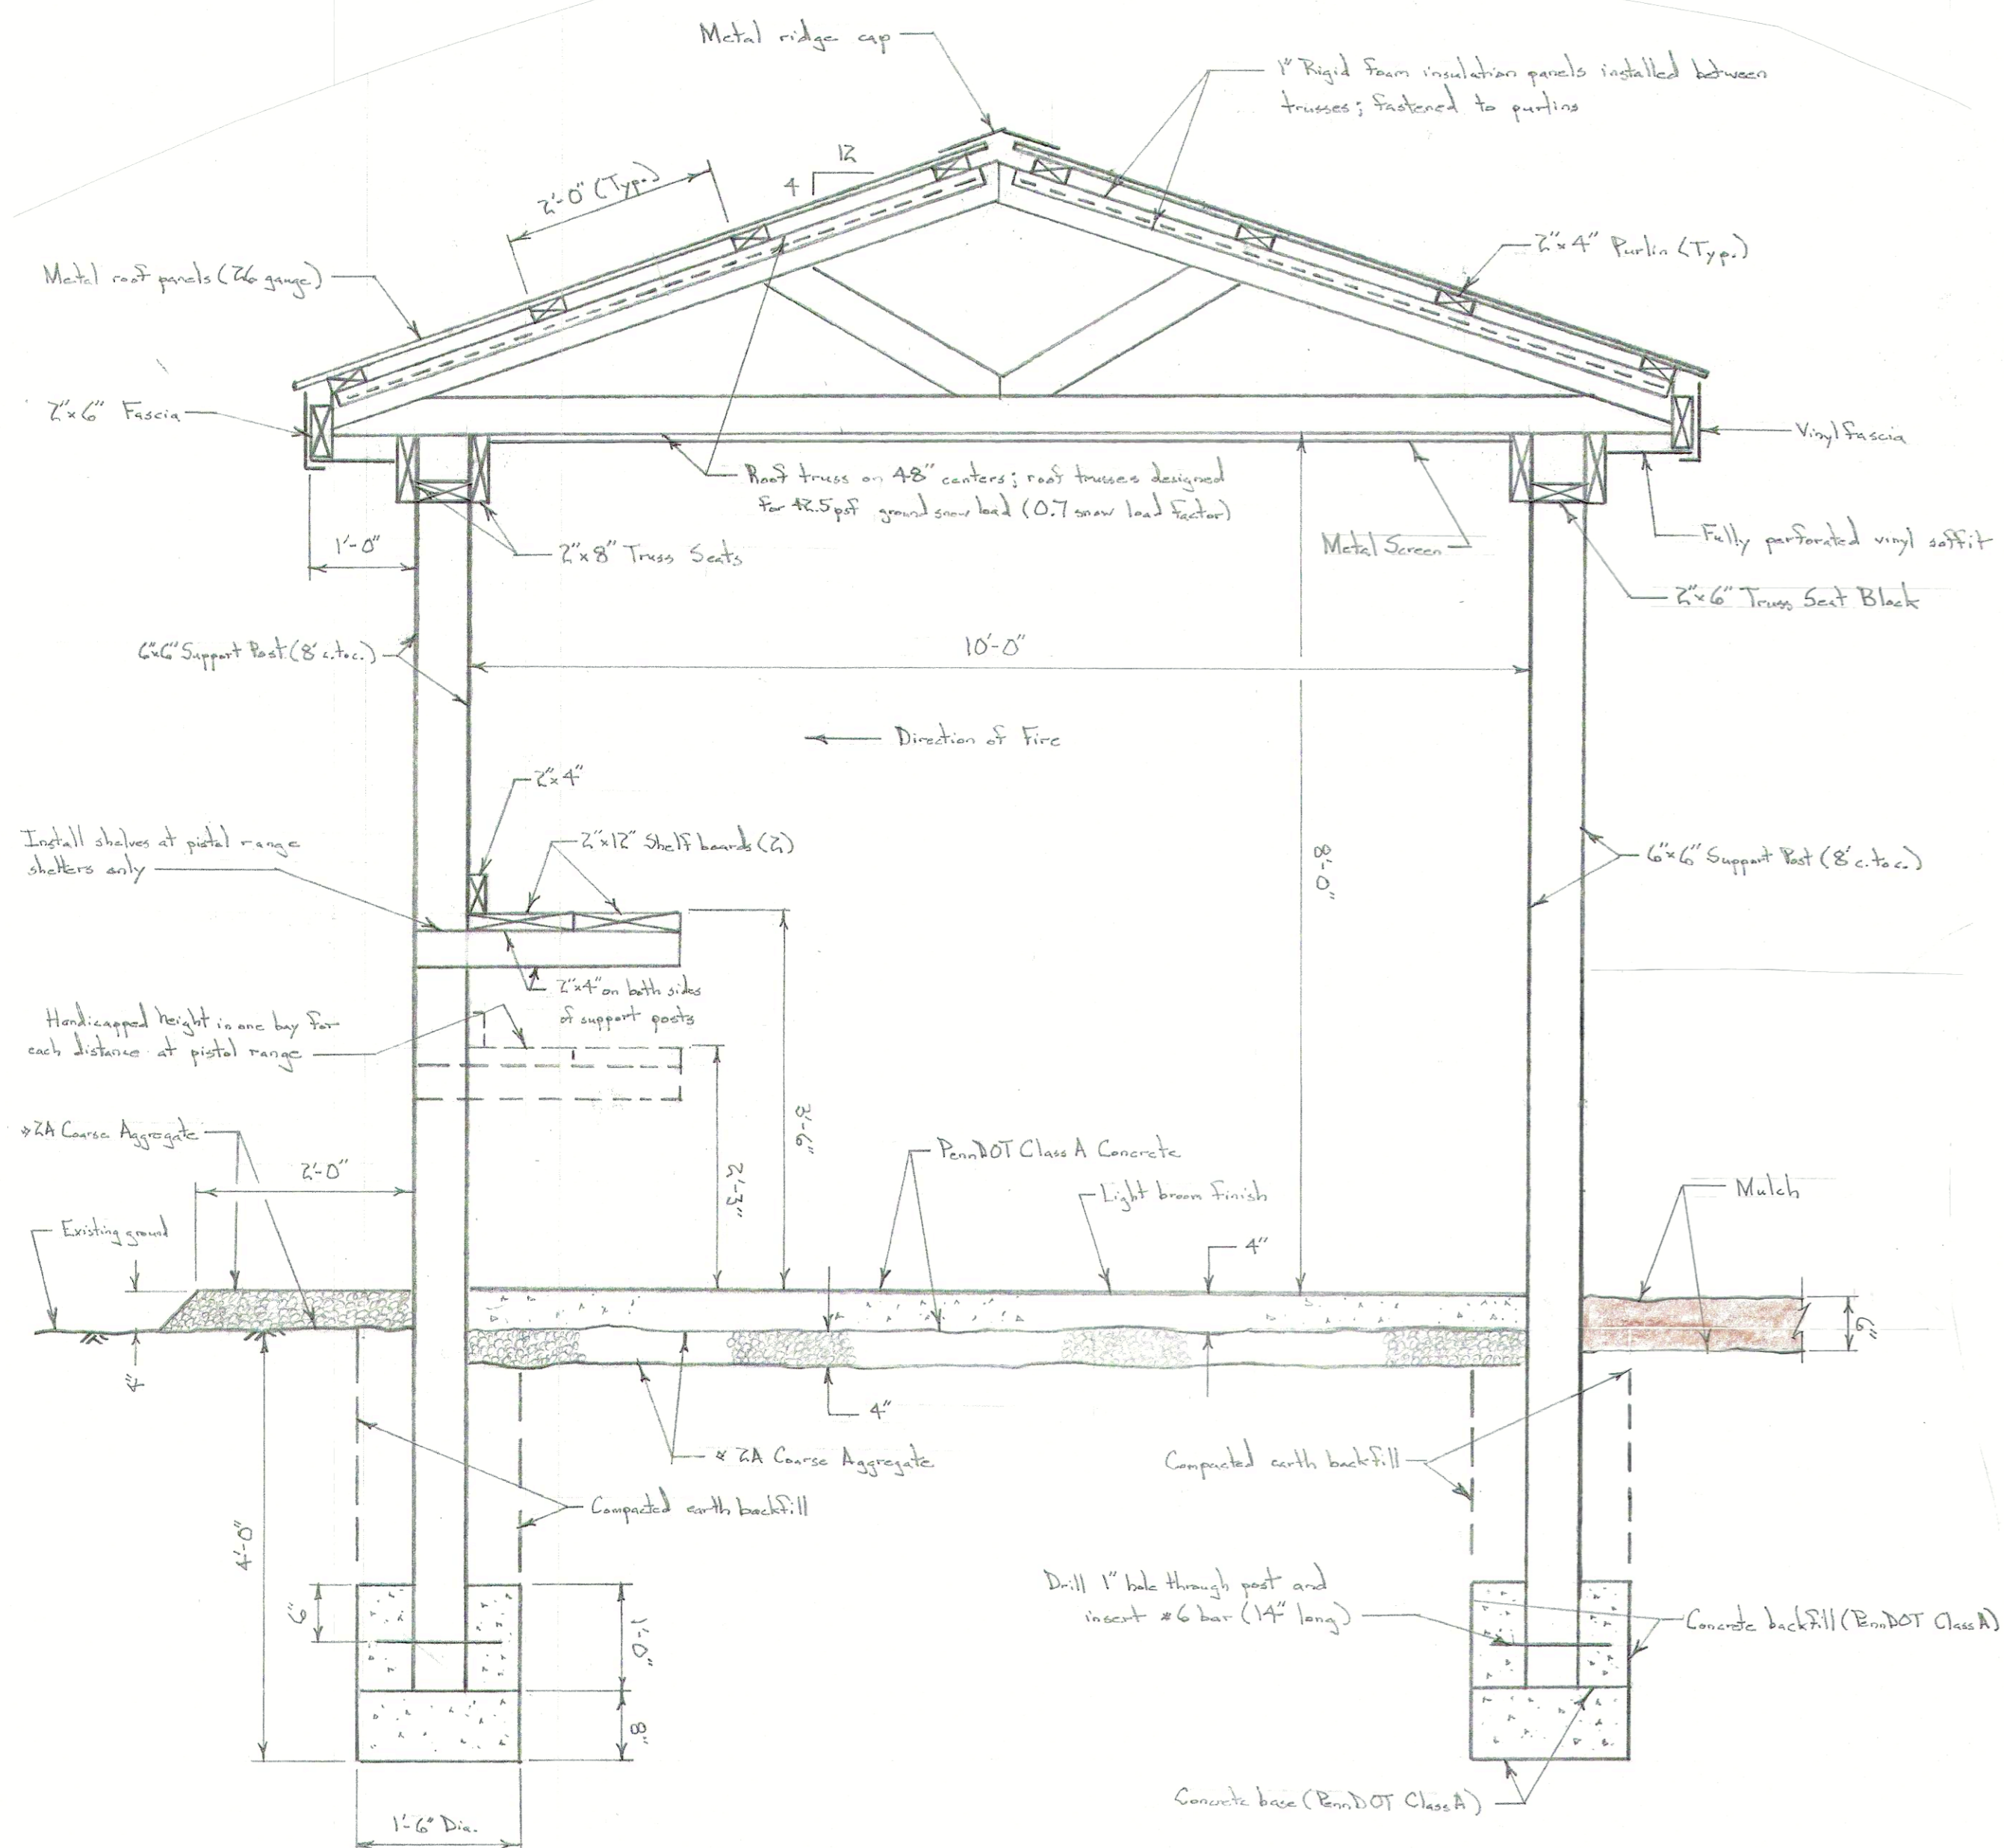 Metal ridge cap
1" Rigid foam insulation panels installed between
trusses; fastened to purlins
12
4
2'-0" (Typ.)
2"x4" Purlin (Typ.)
Metal roof panels (26 gauge)
2"x6" Fascia
Vinyl fascia
Roof truss on 48" centers; roof trusses designed
for 42.5 psf ground snow load (0.7 snow load factor)
Metal Screen
Fully perforated vinyl soffit
1'-0"
2"x8" Truss Seats
2"x6" Truss Seat Block
6"x6" Support Post (8' c. to c.)
10'-0"
Direction of Fire
2"x4"
Install shelves at pistol range
shelters only
2"x12" Shelf boards (2)
8'-0"
6"x6" Support Post (8' c. to c.)
2"x4" on both sides
of support posts
Handicapped height in one bay for
each distance at pistol range
3'-6"
2'-3"
*2A Coarse Aggregate
2'-0"
PennDOT Class A Concrete
Light broom finish
Mulch
Existing ground
4"
6"
4"
4"
*2A Coarse Aggregate
Compacted earth backfill
Compacted earth backfill
4'-0"
Drill 1" hole through post and
insert #6 bar (14" long)
6"
1'-0"
Concrete backfill (PennDOT Class A)
8"
Concrete base (PennDOT Class A)
1'-6" Dia.